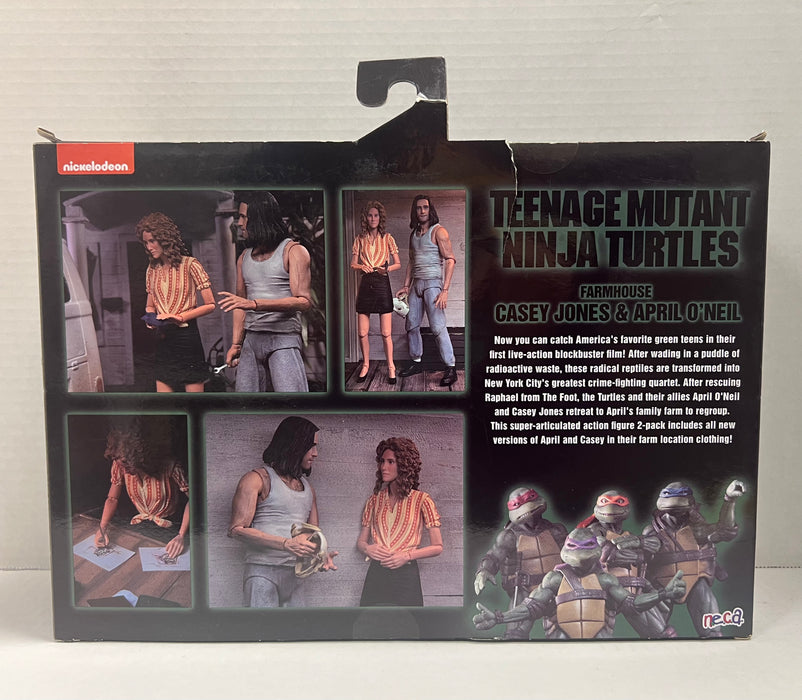 nickelodeon
TEENAGE MUTANT
NINJA TURTLES
FARMHOUSE
CASEY JONES & APRIL O'NEIL
Now you can catch America's favorite green teens in their
first live-action blockbuster film! After wading in a puddle of
radioactive waste, these radical reptiles are transformed into
New York City's greatest crime-fighting quartet. After rescuing
Raphael from The Foot, the Turtles and their allies April O'Neil
and Casey Jones retreat to April's family farm to regroup.
This super-articulated action figure 2-pack includes all new
versions of April and Casey in their farm location clothing!
neca